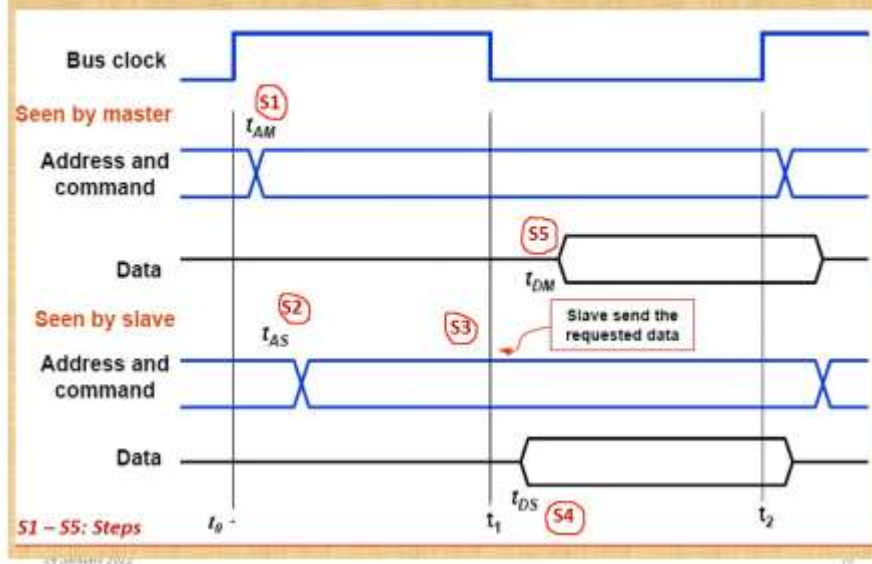 Bus clock
S1
Seen by master
tAM
Address and
command
S5
Data
tDM
S2
Seen by slave
S3
Slave send the
requested data
tAS
Address and
command
Data
tDS
S4
S1 – S5: Steps
t0 -
t1
t2